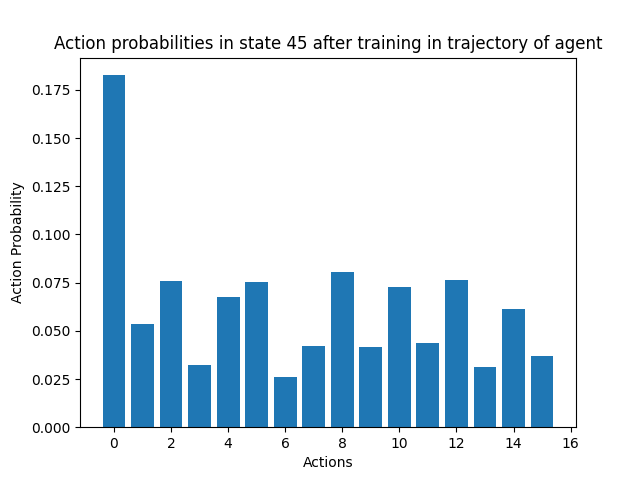 Action probabilities in state 45 after training in trajectory of agent
0.175
0.150
0.125
0.100
0.075
0.050
0.025
0.000
Action Probability
0 2 4 6 8 10 12 14 16
Actions